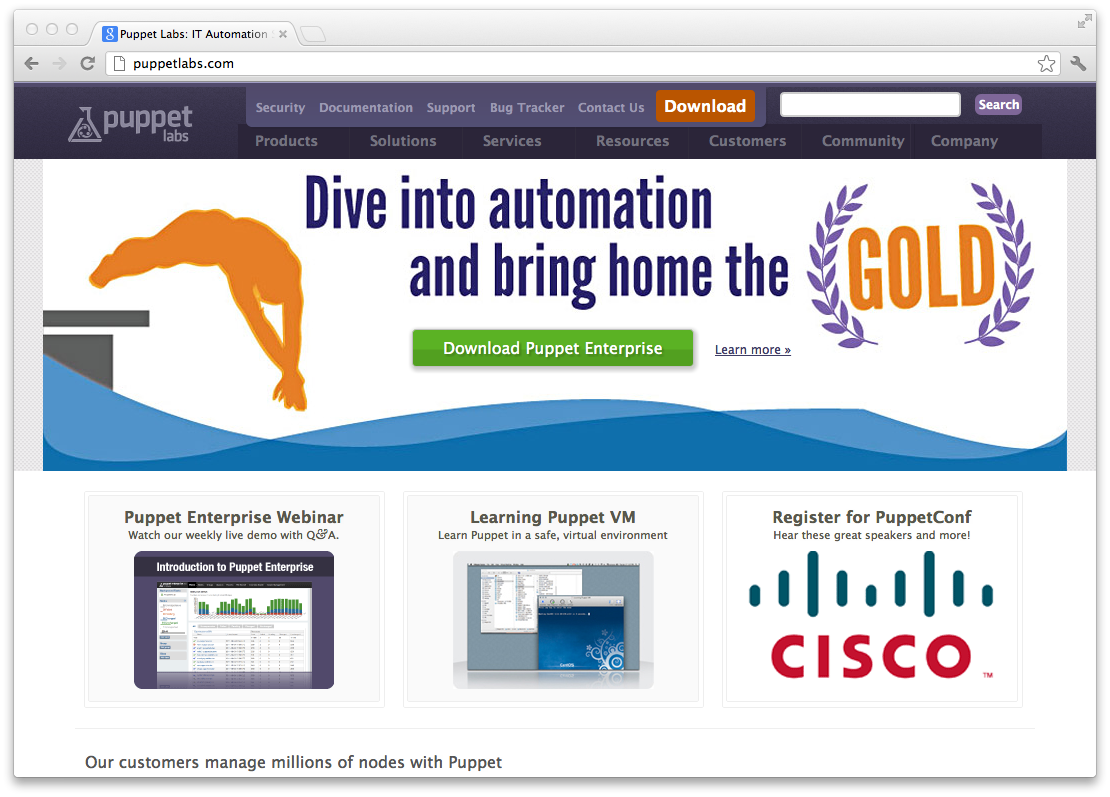 Puppet Labs: IT Automation
puppetlabs.com
puppet
labs
Security Documentation Support Bug Tracker Contact Us Download Search
Products Solutions Services Resources Customers Community Company
Dive into automation
and bring home the
GOLD
Download Puppet Enterprise
Learn more »
Puppet Enterprise Webinar
Watch our weekly live demo with Q&A.
Introduction to Puppet Enterprise
Learning Puppet VM
Learn Puppet in a safe, virtual environment
CentOS
Register for PuppetConf
Hear these great speakers and more!
CISCO
TM
Our customers manage millions of nodes with Puppet